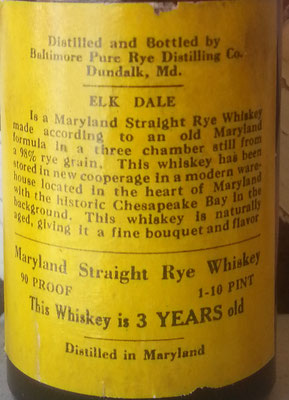 Distilled and Bottled by
Baltimore Pure Rye Distilling Co.
Dundalk, Md.
ELK DALE
Is a Maryland Straight Rye Whiskey
made according to an old Maryland
formula in a three chamber still from
a 98% rye grain. This whiskey has been
stored in new cooperage in a modern ware-
house located in the heart of Maryland
with the historic Chesapeake Bay in the
background. This whiskey is naturally
aged, giving it a fine bouquet and flavor
Maryland Straight Rye Whiskey
90 PROOF 1-10 PINT
This Whiskey is 3 YEARS old
Distilled in Maryland